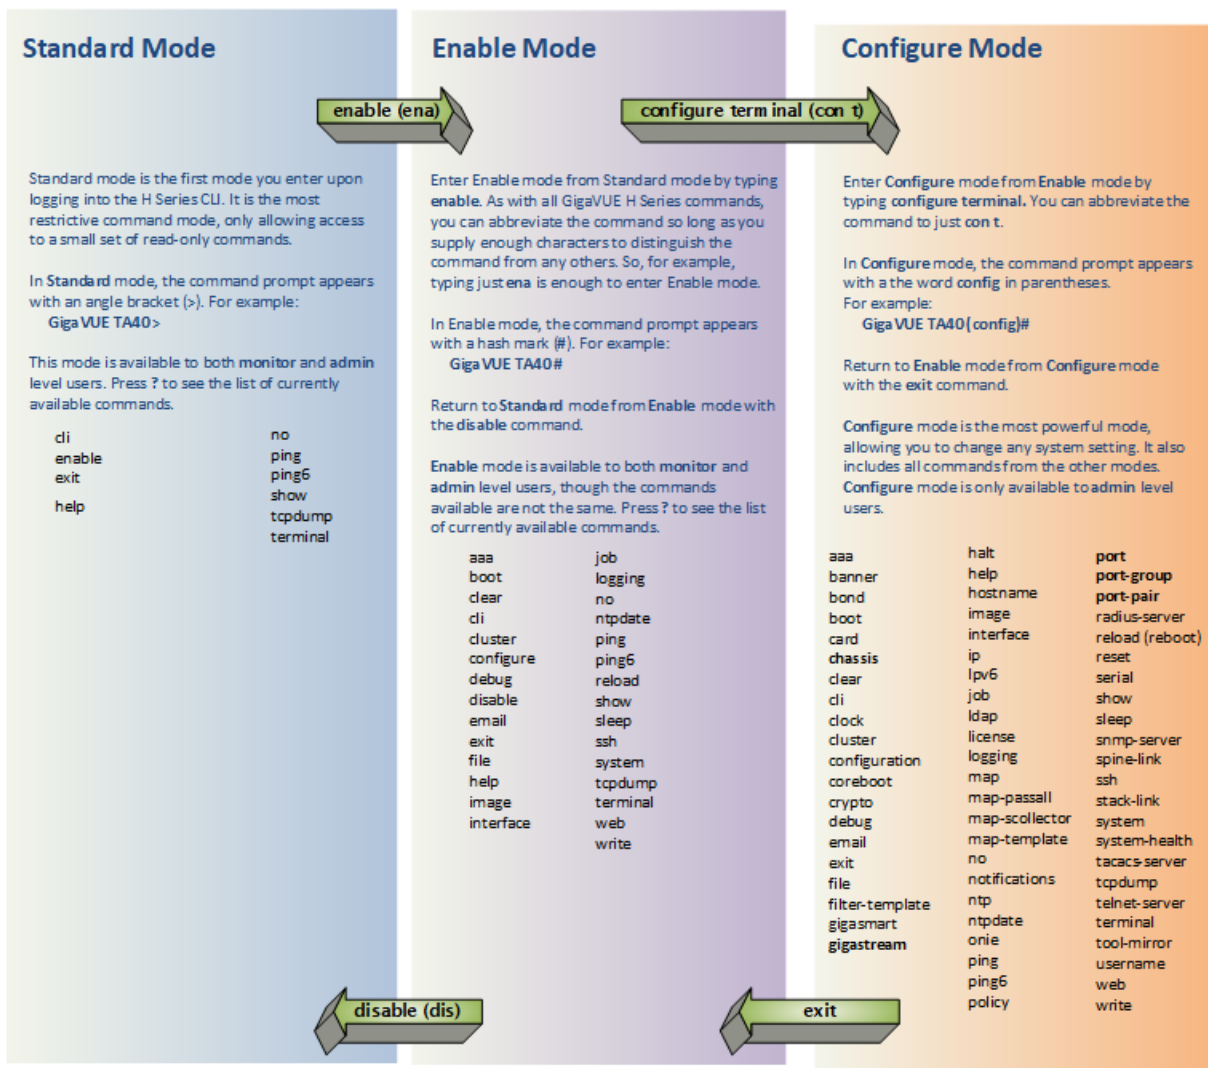 Standard Mode
enable (ena)
Standard mode is the first mode you enter upon
logging into the H Series CLI. It is the most
restrictive command mode, only allowing access
to a small set of read-only commands.
In Standard mode, the command prompt appears
with an angle bracket (>). For example:
GigaVUE TA40>
This mode is available to both monitor and admin
level users. Press ? to see the list of currently
available commands.
cli
enable
exit
help
no
ping
ping6
show
tcpdump
terminal
Enable Mode
configure terminal (con t)
Enter Enable mode from Standard mode by typing
enable. As with all GigaVUE H Series commands,
you can abbreviate the command so long as you
supply enough characters to distinguish the
command from any others. So, for example,
typing just ena is enough to enter Enable mode.
In Enable mode, the command prompt appears
with a hash mark (#). For example:
GigaVUE TA40#
Return to Standard mode from Enable mode with
the disable command.
Enable mode is available to both monitor and
admin level users, though the commands
available are not the same. Press ? to see the list
of currently available commands.
aaa
boot
clear
cli
cluster
configure
debug
disable
email
exit
file
help
image
interface
job
logging
no
ntpdate
ping
ping6
reload
show
sleep
ssh
system
tcpdump
terminal
web
write
Configure Mode
Enter Configure mode from Enable mode by
typing configure terminal. You can abbreviate the
command to just con t.
In Configure mode, the command prompt appears
with a the word config in parentheses.
For example:
GigaVUE TA40(config)#
Return to Enable mode from Configure mode
with the exit command.
Configure mode is the most powerful mode,
allowing you to change any system setting. It also
includes all commands from the other modes.
Configure mode is only available to admin level
users.
aaa
banner
bond
boot
card
chassis
clear
cli
clock
cluster
configuration
coreboot
crypto
debug
email
exit
file
filter-template
gigasmart
gigastream
halt
help
hostname
image
interface
ip
Ipv6
job
ldap
license
logging
map
map-passall
map-scollector
map-template
no
notifications
ntp
ntpdate
onie
ping
ping6
policy
port
port-group
port-pair
radius-server
reload (reboot)
reset
serial
show
sleep
snmp-server
spine-link
ssh
stack-link
system
system-health
tacacs-server
tcpdump
telnet-server
terminal
tool-mirror
username
web
write
disable (dis)
exit